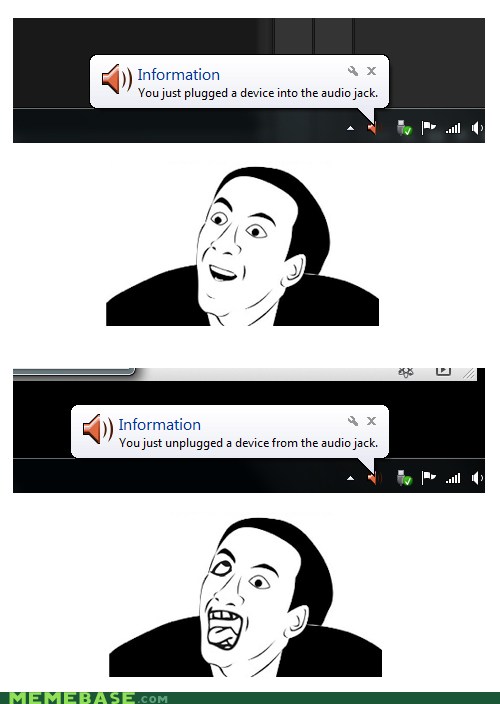 Information
You just plugged a device into the audio jack.
Information
You just unplugged a device from the audio jack.
MEMEBASE.COM